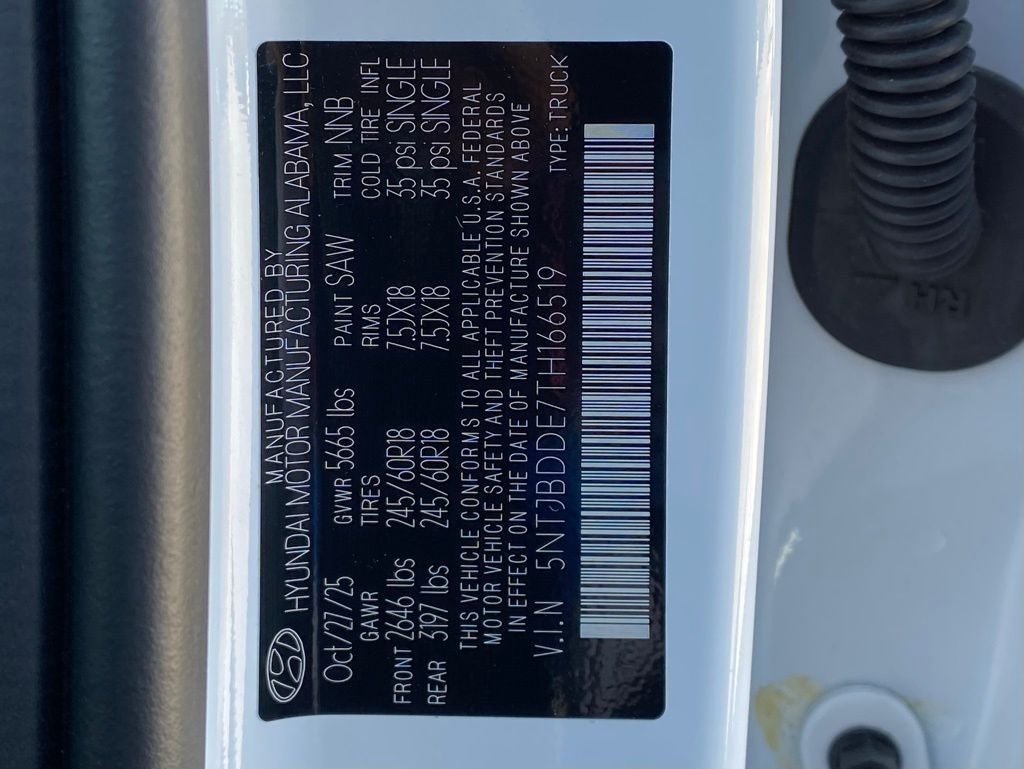 MANUFACTURED BY
HYUNDAI MOTOR MANUFACTURING ALABAMA, LLC
Oct/27/25 GWR 5665 lbs PAINT SAW TRIM NNB
GAWR TIRES RIMS COLD TIRE INFL
FRONT 2646 lbs 245/60R18 7.5JX18 35 psi SINGLE
REAR 3197 lbs 245/60R18 7.5JX18 35 psi SINGLE
THIS VEHICLE CONFORMS TO ALL APPLICABLE U.S.A. FEDERAL
MOTOR VEHICLE SAFETY AND THEFT PREVENTION STANDARDS
IN EFFECT ON THE DATE OF MANUFACTURE SHOWN ABOVE
V.I.N 5NTJBDDE7TH166519 TYPE: TRUCK
RH